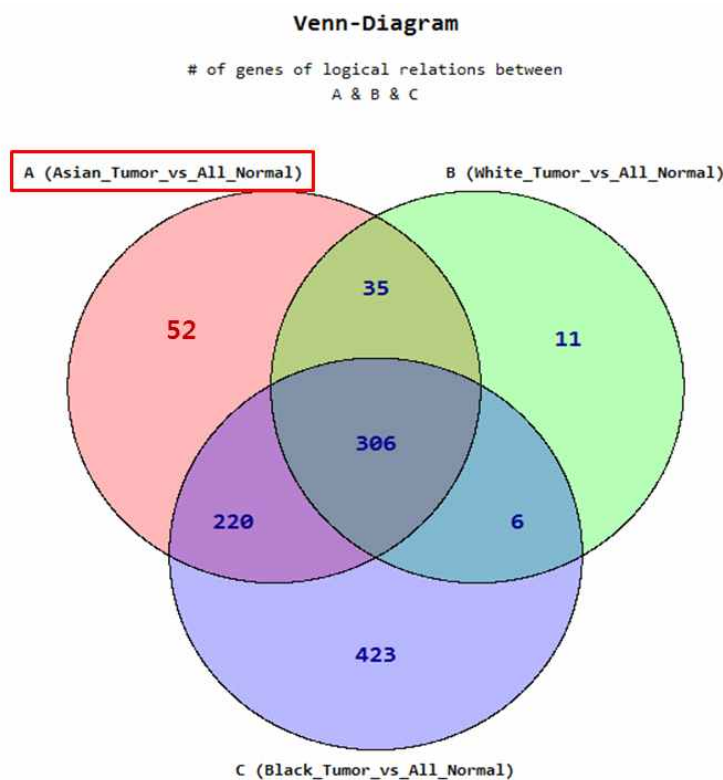 Venn-Diagram
# of genes of logical relations between
A & B & C
A (Asian_Tumor_vs_All_Normal)
B (White_Tumor_vs_All_Normal)
35
52
11
306
220
6
423
C (Black_Tumor_vs_All_Normal)